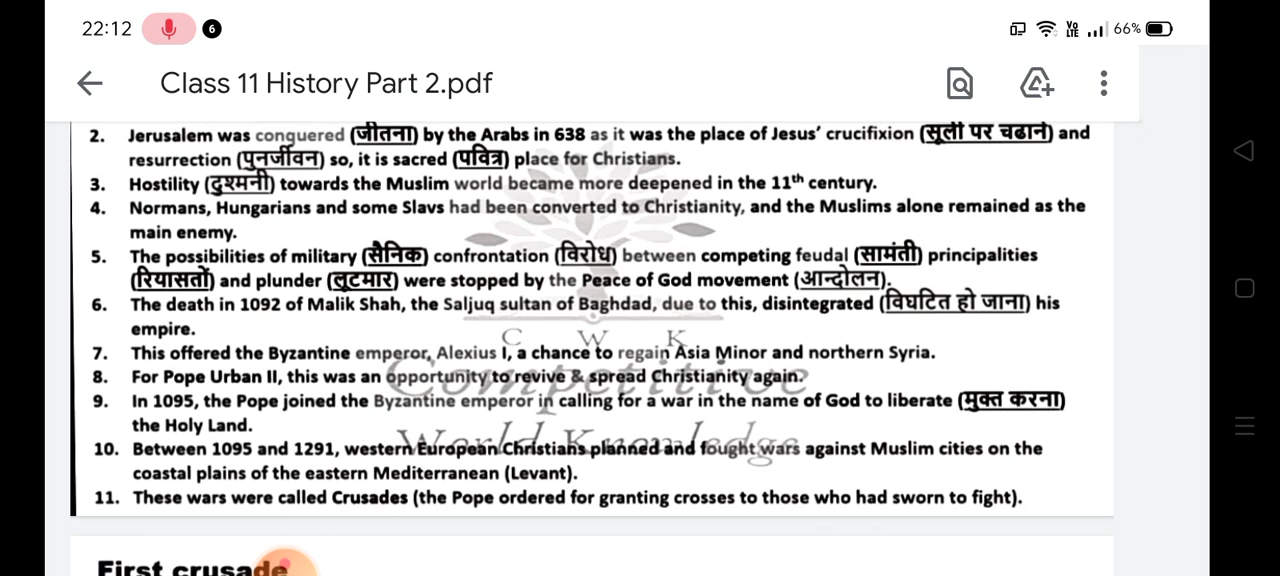 22:12 6 Vo LTE 66%
Class 11 History Part 2.pdf
2. Jerusalem was conquered (जीतना) by the Arabs in 638 as it was the place of Jesus' crucifixion (सूली पर चढाने) and
resurrection (पुनर्जीवन) so, it is sacred (पवित्र) place for Christians.
3. Hostility (दुश्मनी) towards the Muslim world became more deepened in the 11th century.
4. Normans, Hungarians and some Slavs had been converted to Christianity, and the Muslims alone remained as the
main enemy.
5. The possibilities of military (सैनिक) confrontation (विरोध) between competing feudal (सामंती) principalities
(रियासतों) and plunder (लूटमार) were stopped by the Peace of God movement (आन्दोलन).
6. The death in 1092 of Malik Shah, the Saljuq sultan of Baghdad, due to this, disintegrated (विघटित हो जाना) his
empire.
C W K
7. This offered the Byzantine emperor, Alexius I, a chance to regain Asia Minor and northern Syria.
8. For Pope Urban II, this was an opportunity to revive & spread Christianity again.
Competitive
9. In 1095, the Pope joined the Byzantine emperor in calling for a war in the name of God to liberate (मुक्त करना)
the Holy Land.
World Knowledge
10. Between 1095 and 1291, western European Christians planned and fought wars against Muslim cities on the
coastal plains of the eastern Mediterranean (Levant).
11. These wars were called Crusades (the Pope ordered for granting crosses to those who had sworn to fight).
First crusade